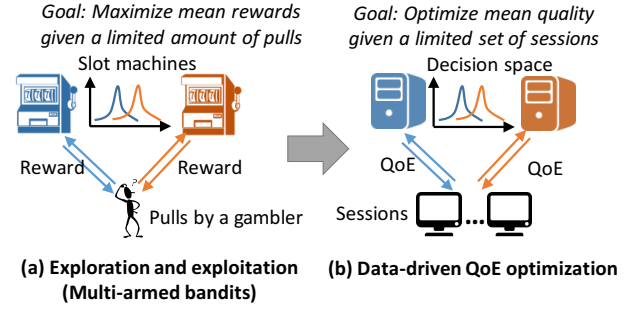 Goal: Maximize mean rewards
given a limited amount of pulls
Slot machines
Reward
Reward
?
Pulls by a gambler
(a) Exploration and exploitation
(Multi-armed bandits)
Goal: Optimize mean quality
given a limited set of sessions
Decision space
QoE
QoE
Sessions
...
(b) Data-driven QoE optimization